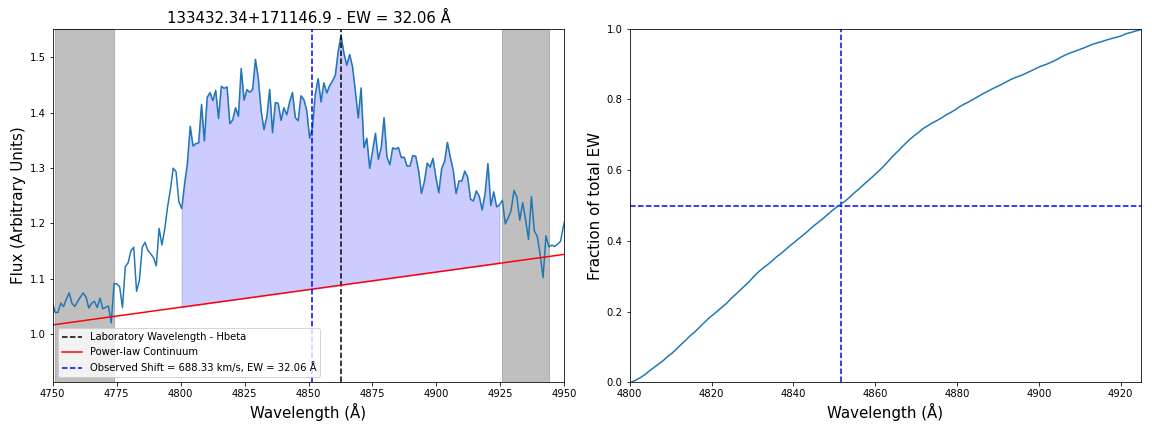 133432.34+171146.9 - EW = 32.06 Å
Flux (Arbitrary Units)
1.5
1.4
1.3
1.2
1.1
1.0
Laboratory Wavelength - Hbeta
Power-law Continuum
Observed Shift = 688.33 km/s, EW = 32.06 Å
4750 4775 4800 4825 4850 4875 4900 4925 4950
Wavelength (Å)
Fraction of total EW
1.0
0.8
0.6
0.4
0.2
0.0
4800 4820 4840 4860 4880 4900 4920
Wavelength (Å)